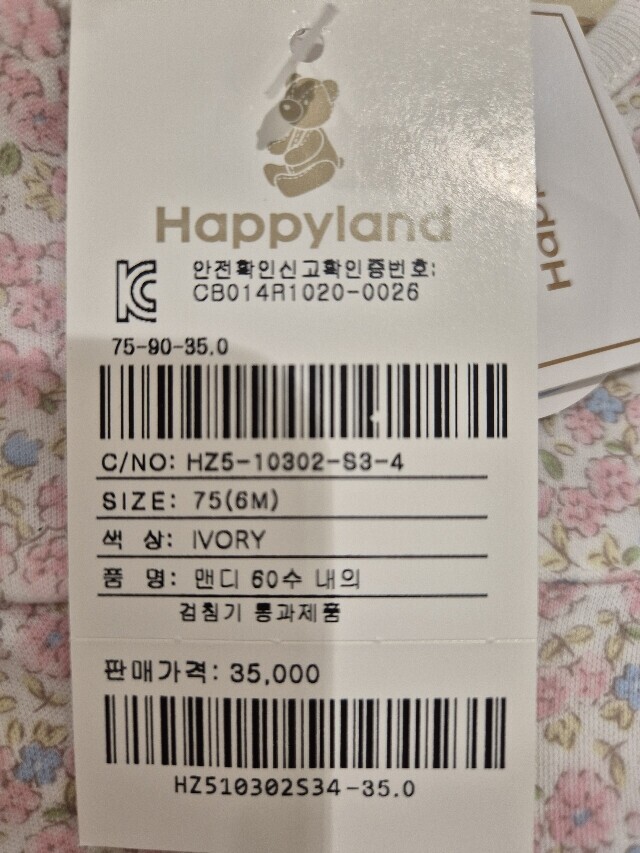 Happyland
안전확인신고확인증번호:
CB014R1020-0026
75-90-35.0
C/NO: HZ5-10302-S3-4
SIZE: 75(6M)
색 상: IVORY
품 명: 맨디 60수 내의
검침기 통과제품
판매가격: 35,000
HZ510302S34-35.0
Happ